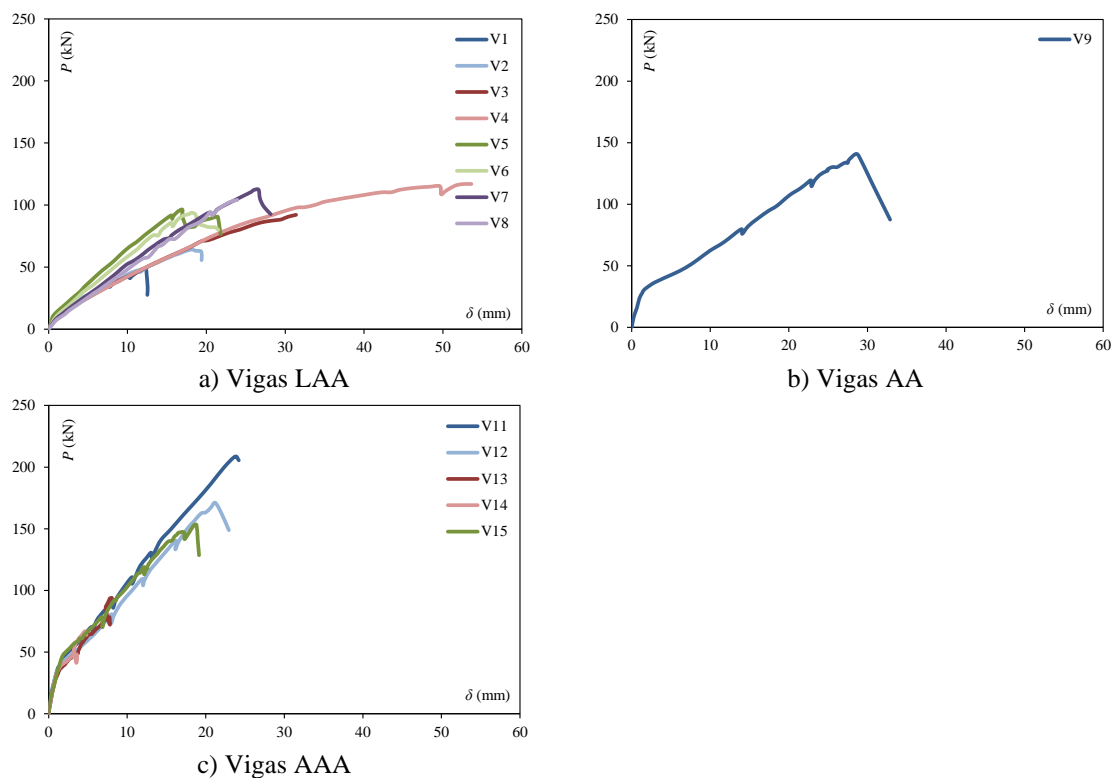 250
200
150
100
50
0
P (kN)
V1
V2
V3
V4
V5
V6
V7
V8
δ (mm)
0 10 20 30 40 50 60
a) Vigas LAA
250
200
150
100
50
0
P (kN)
V9
δ (mm)
0 10 20 30 40 50 60
b) Vigas AA
250
200
150
100
50
0
P (kN)
V11
V12
V13
V14
V15
δ (mm)
0 10 20 30 40 50 60
c) Vigas AAA